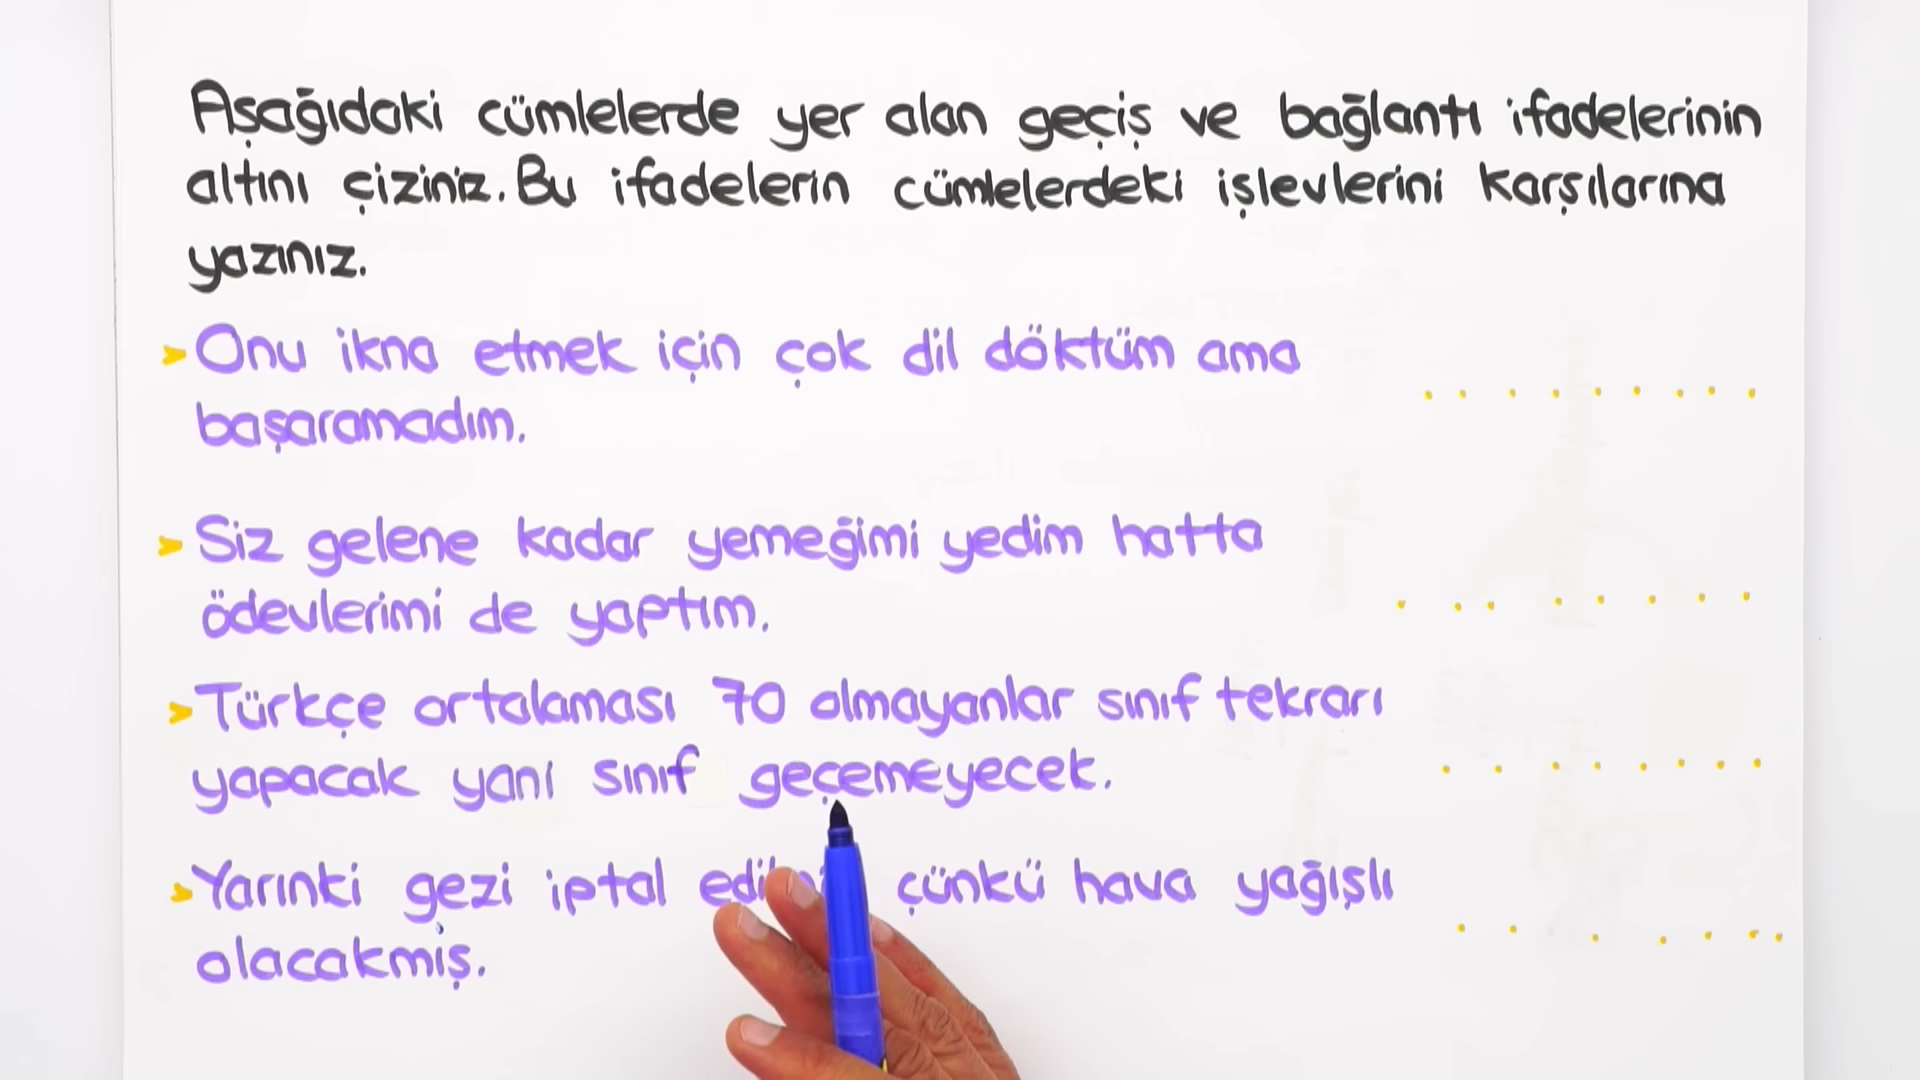 Aşağıdaki cümlelerde yer alan geçiş ve bağlantı ifadelerinin
altını çiziniz. Bu ifadelerin cümlelerdeki işlevlerini karşılarına
yazınız.
> Onu ikna etmek için çok dil döktüm ama
başaramadım. .........
> Siz gelene kadar yemeğimi yedim hatta
ödevlerimi de yaptım. ........
> Türkçe ortalaması 70 olmayanlar sınıf tekrarı
yapacak yani sınıf geçemeyecek. ........
> Yarınki gezi iptal çünkü hava yağışlı
olacakmiş. .......